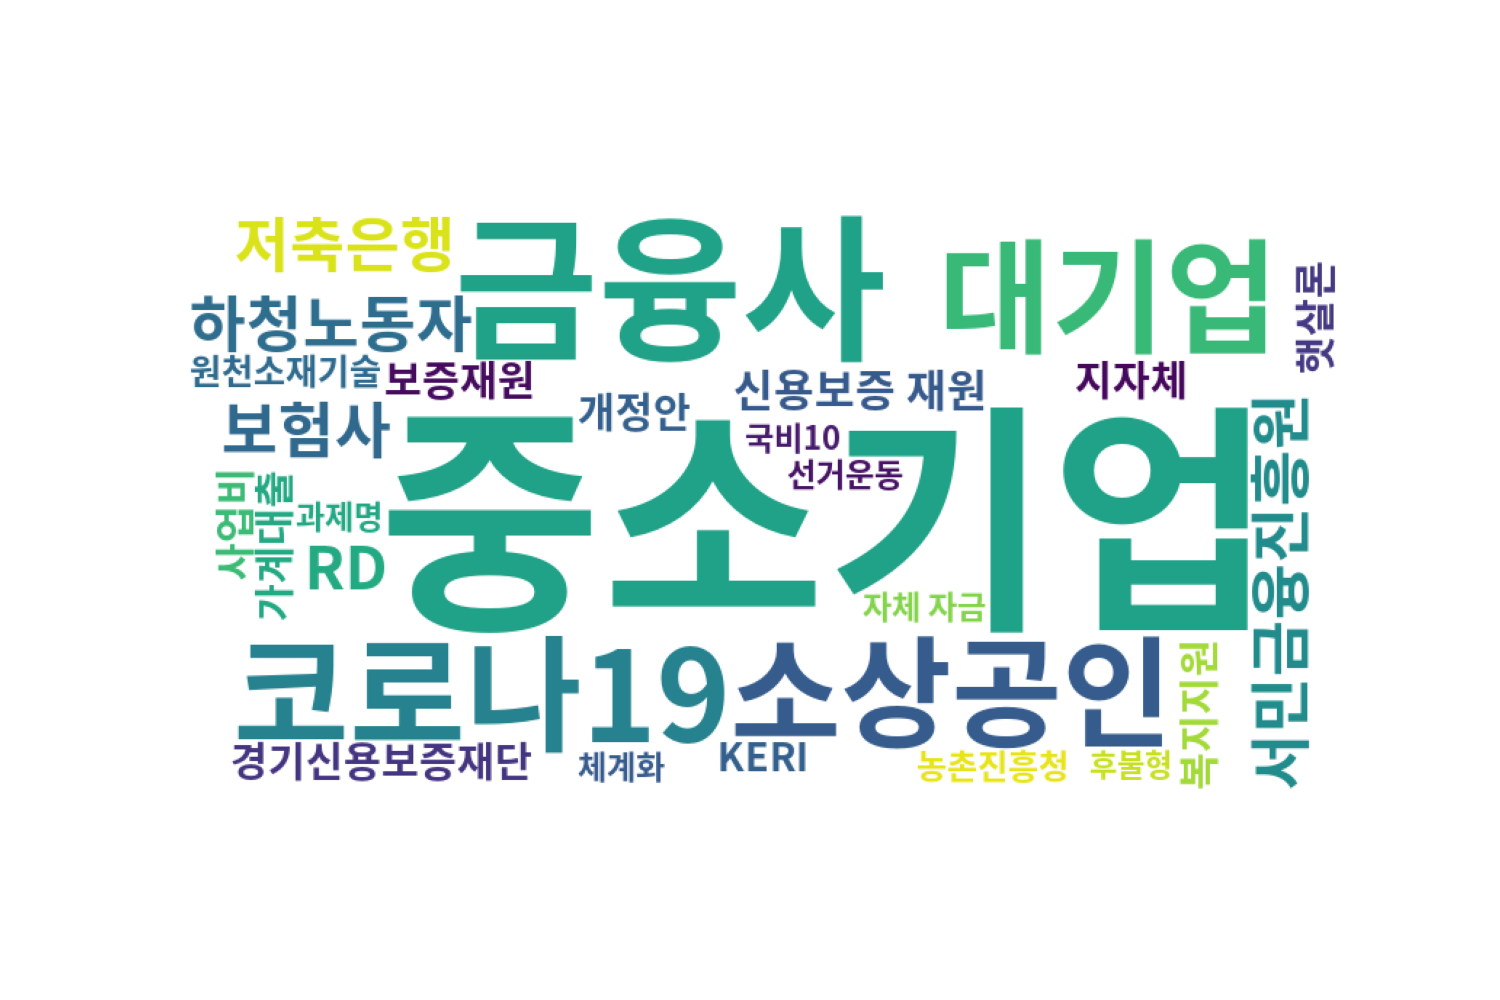 저축은행
금융사
대기업
햇살론
하청노동자
원천소재기술
보증재원
개정안
신용보증 재원
지자체
보험사
국비10
선거운동
중소기업
서민금융진흥원
사업비
가계대출
과제명
RD
자체 자금
코로나19
소상공인
복지지원
경기신용보증재단
체계화
KERI
농촌진흥청
후불형